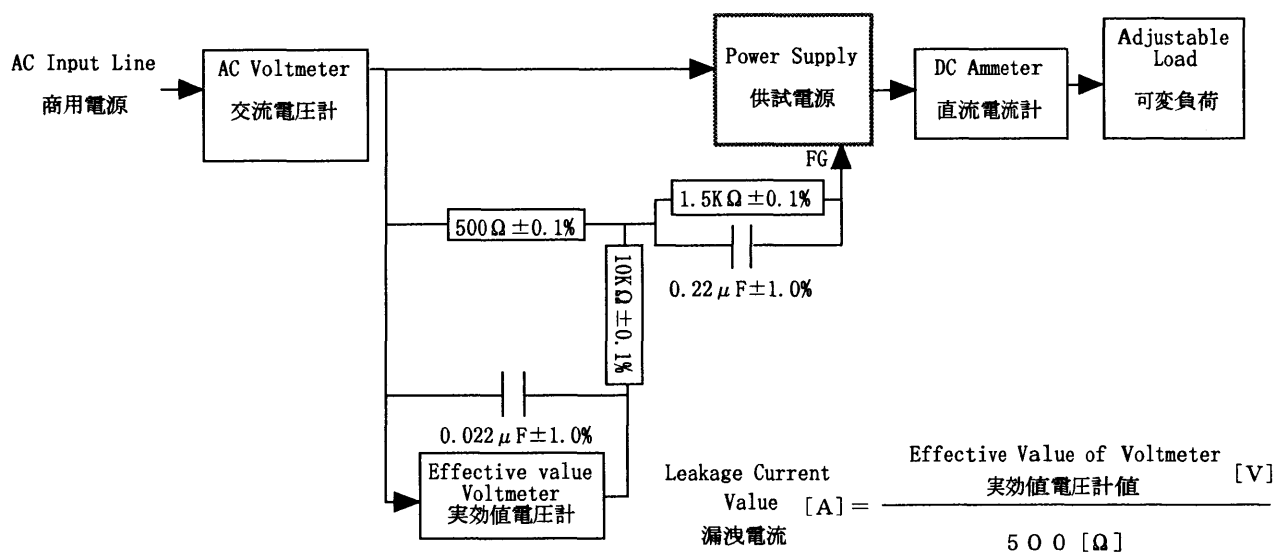 AC Input Line
商用電源
AC Voltmeter
交流電圧計
Power Supply
供試電源
FG
DC Ammeter
直流電流計
Adjustable
Load
可変負荷
1.5KΩ±0.1%
500Ω±0.1%
0.22μF±1.0%
10KΩ±0.1%
0.022μF±1.0%
Effective value
Voltmeter
実効値電圧計
Leakage Current
Value [A]=
漏洩電流
Effective Value of Voltmeter
実効値電圧計値 [V]
500[Ω]